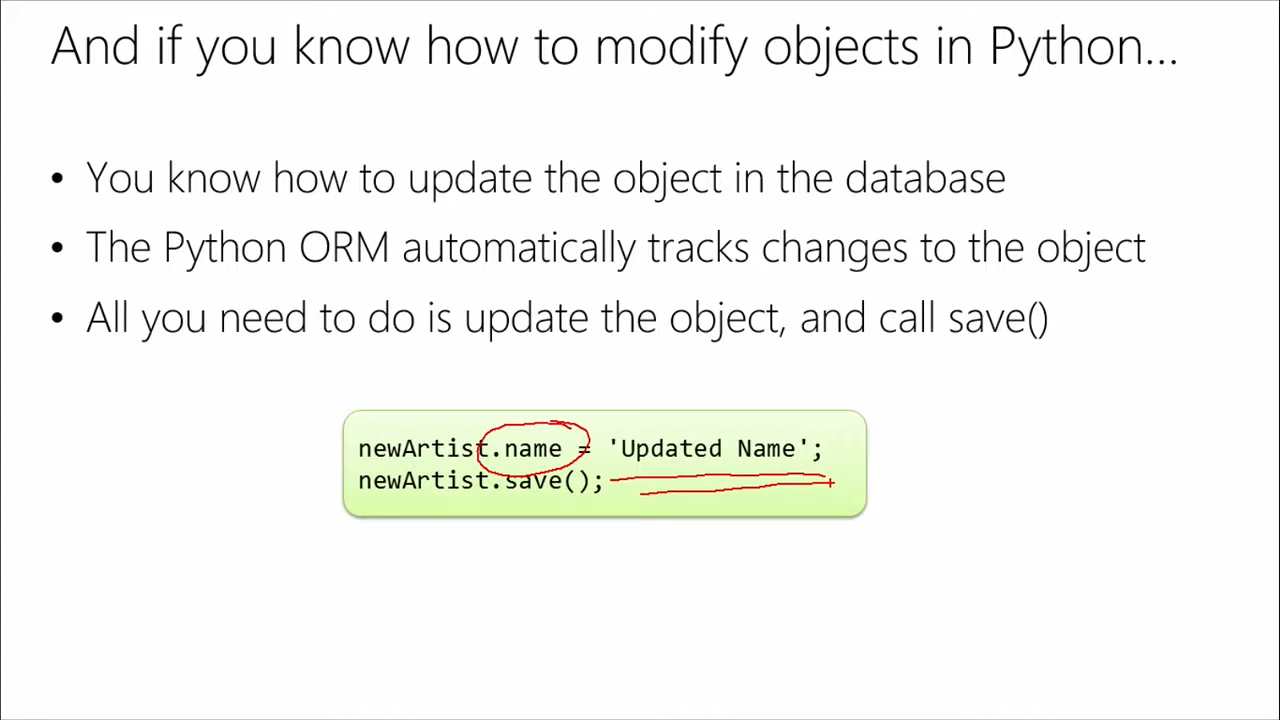 And if you know how to modify objects in Python...
• You know how to update the object in the database
• The Python ORM automatically tracks changes to the object
• All you need to do is update the object, and call save()
newArtist.name = 'Updated Name';
newArtist.save();